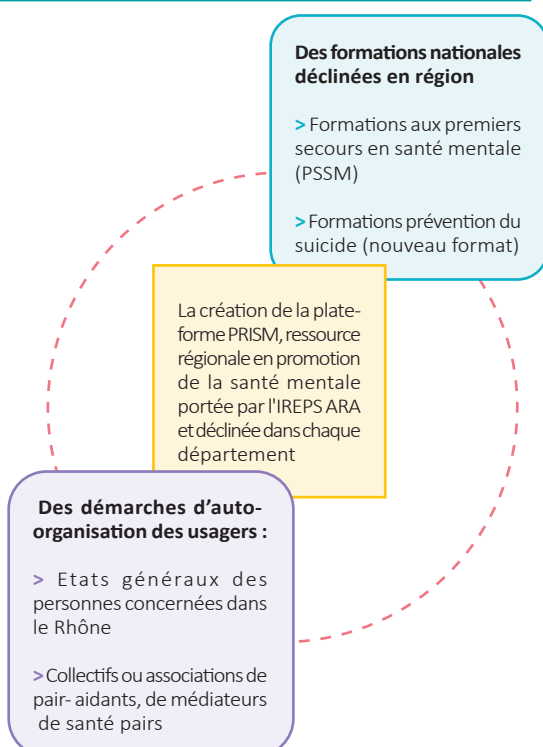 Des formations nationales
déclinées en région
> Formations aux premiers
secours en santé mentale
(PSSM)
> Formations prévention du
suicide (nouveau format)
La création de la plate-
forme PRISM, ressource
régionale en promotion
de la santé mentale
portée par l'IREPS ARA
et déclinée dans chaque
département
Des démarches d'auto-
organisation des usagers :
> Etats généraux des
personnes concernées dans
le Rhône
> Collectifs ou associations de
pair- aidants, de médiateurs
de santé pairs